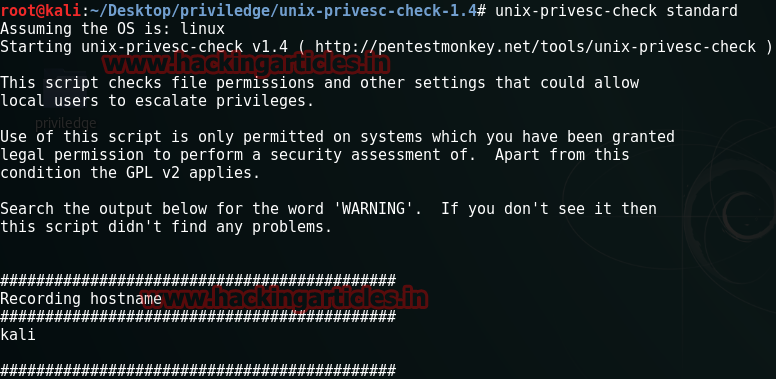 root@kali:~/Desktop/priviledge/unix-privesc-check-1.4# unix-privesc-check standard
Assuming the OS is: linux
Starting unix-privesc-check v1.4 ( http://pentestmonkey.net/tools/unix-privesc-check )
www.hackingarticles.in
This script checks file permissions and other settings that could allow
local users to escalate privileges.
priviledge
Use of this script is only permitted on systems which you have been granted
legal permission to perform a security assessment of.  Apart from this
condition the GPL v2 applies.
Search the output below for the word 'WARNING'.  If you don't see it then
this script didn't find any problems.
############################################
Recording hostname
www.hackingarticles.in
############################################
kali
############################################